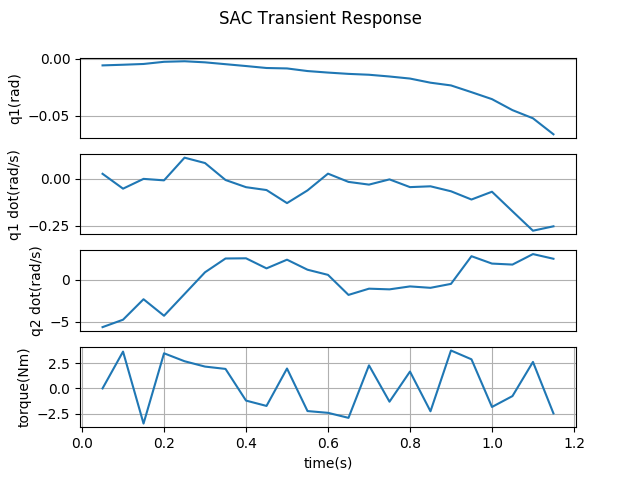 SAC Transient Response
0.00
−0.05
q1(rad)
0.00
−0.25
q1 dot(rad/s)
0
−5
q2 dot(rad/s)
2.5
0.0
−2.5
torque(Nm)
0.0 0.2 0.4 0.6 0.8 1.0 1.2
time(s)